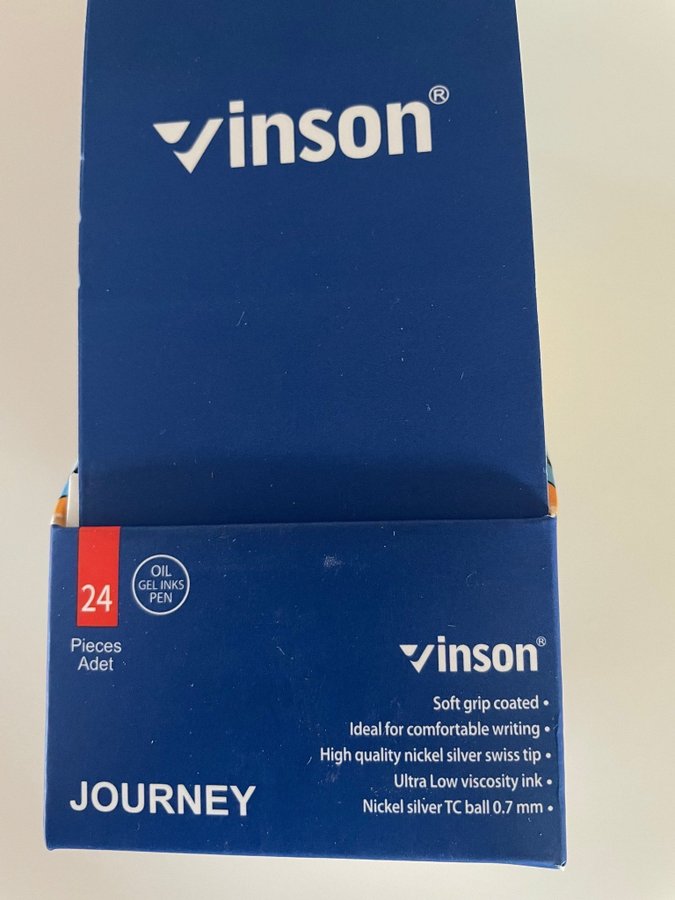 vinson®
24
Pieces
Adet
OIL
GEL INKS
PEN
vinson®
Soft grip coated •
Ideal for comfortable writing •
High quality nickel silver swiss tip •
Ultra Low viscosity ink •
Nickel silver TC ball 0.7 mm •
JOURNEY